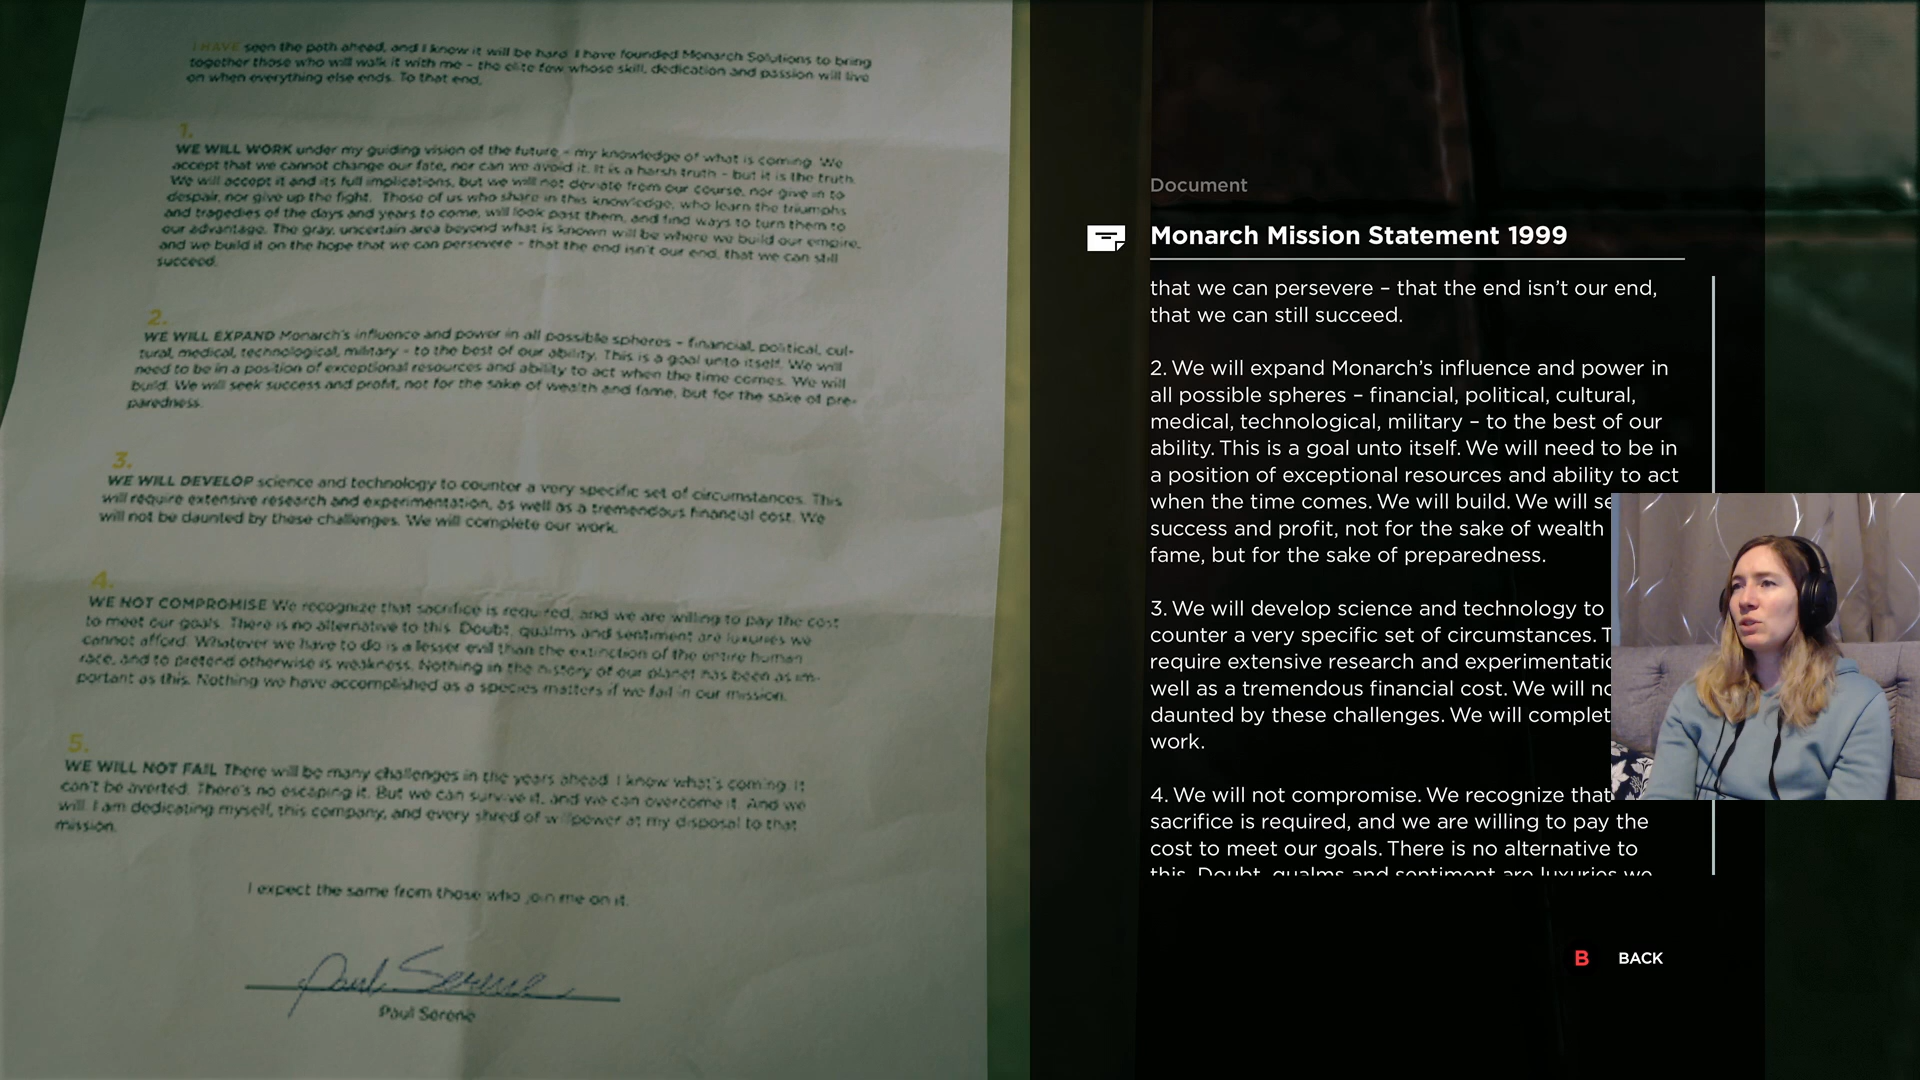 I HAVE seen the path ahead, and I know it will be hard. I have founded Monarch Solutions to bring
together those who will walk it with me – the elite few whose skill, dedication and passion will live
on when everything else ends. To that end,
1.
WE WILL WORK under my guiding vision of the future – my knowledge of what is coming. We
accept that we cannot change our fate, nor can we avoid it. It is a harsh truth – but it is the truth.
We will accept it and its full implications, but we will not deviate from our course, nor give in to
despair, nor give up the fight. Those of us who share in this knowledge, who learn the triumphs
and tragedies of the days and years to come, will look past them, and find ways to turn them to
our advantage. The gray, uncertain area beyond what is known will be where we build our empire,
and we build it on the hope that we can persevere – that the end isn't our end, that we can still
succeed.
2.
WE WILL EXPAND Monarch's influence and power in all possible spheres – financial, political, cul-
tural, medical, technological, military – to the best of our ability. This is a goal unto itself. We will
need to be in a position of exceptional resources and ability to act when the time comes. We will
build. We will seek success and profit, not for the sake of wealth and fame, but for the sake of pre-
paredness.
3.
WE WILL DEVELOP science and technology to counter a very specific set of circumstances. This
will require extensive research and experimentation, as well as a tremendous financial cost. We
will not be daunted by these challenges. We will complete our work.
4.
WE NOT COMPROMISE We recognize that sacrifice is required, and we are willing to pay the cost
to meet our goals. There is no alternative to this. Doubt, qualms and sentiment are luxuries we
cannot afford. Whatever we have to do is a lesser evil than the extinction of the entire human
race, and to pretend otherwise is weakness. Nothing in the history of our planet has been as im-
portant as this. Nothing we have accomplished as a species matters if we fail in our mission.
5.
WE WILL NOT FAIL There will be many challenges in the years ahead. I know what's coming. It
can't be averted. There's no escaping it. But we can survive it, and we can overcome it. And we
will. I am dedicating myself, this company, and every shred of willpower at my disposal to that
mission.
I expect the same from those who join me on it.
Paul Serene
Paul Serene
Document
Monarch Mission Statement 1999
that we can persevere – that the end isn't our end,
that we can still succeed.
2. We will expand Monarch's influence and power in
all possible spheres – financial, political, cultural,
medical, technological, military – to the best of our
ability. This is a goal unto itself. We will need to be in
a position of exceptional resources and ability to act
when the time comes. We will build. We will se
success and profit, not for the sake of wealth
fame, but for the sake of preparedness.
3. We will develop science and technology to
counter a very specific set of circumstances. T
require extensive research and experimentatio
well as a tremendous financial cost. We will no
daunted by these challenges. We will complet
work.
4. We will not compromise. We recognize that
sacrifice is required, and we are willing to pay the
cost to meet our goals. There is no alternative to
this. Doubt, qualms and sentiment are luxuries we
B BACK